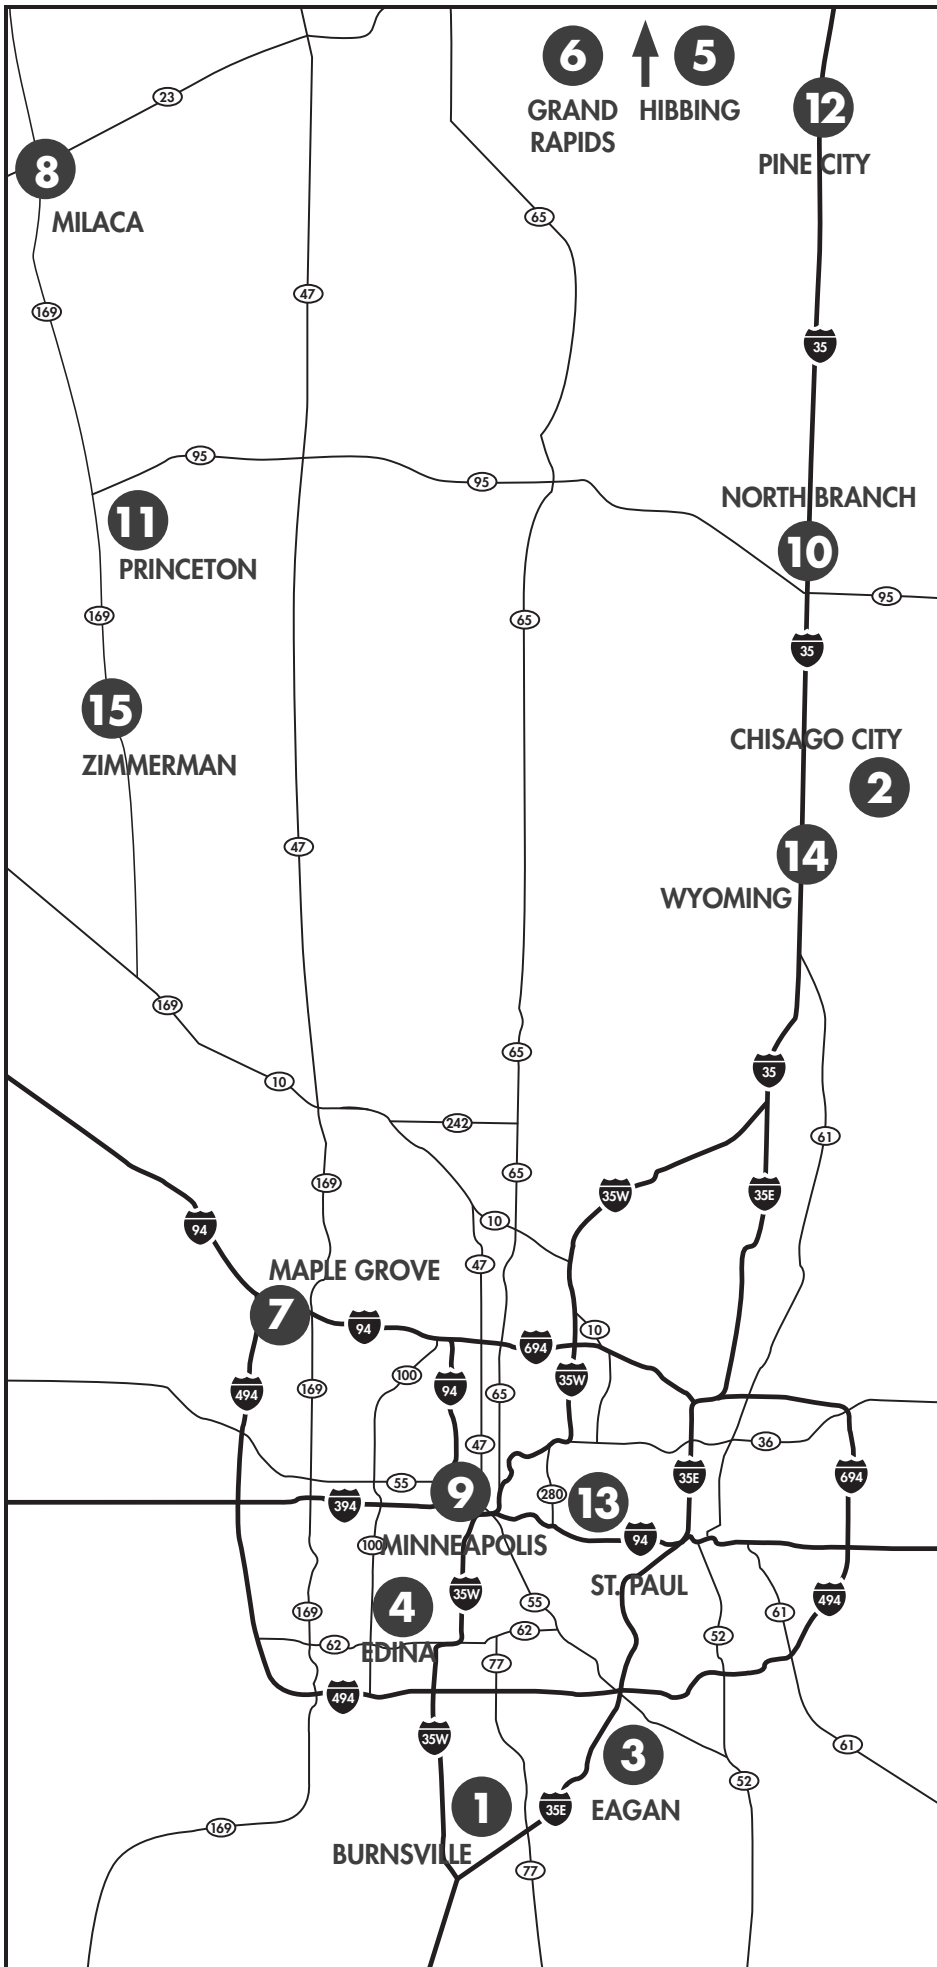 6
5
GRAND
RAPIDS
HIBBING
12
PINE CITY
23
8
MILACA
65
47
169
35
95
95
NORTH BRANCH
11
PRINCETON
10
95
169
65
35
15
ZIMMERMAN
CHISAGO CITY
2
47
14
WYOMING
169
65
35
10
242
61
65
169
35W
35E
94
10
47
MAPLE GROVE
7
94
10
694
100
35W
94
494
169
65
47
36
55
35E
694
9
280
13
394
100
MINNEAPOLIS
94
ST. PAUL
35W
4
55
494
169
61
62
62
52
EDINA
77
494
35W
3
61
52
1
35E
EAGAN
169
BURNSVILLE
77